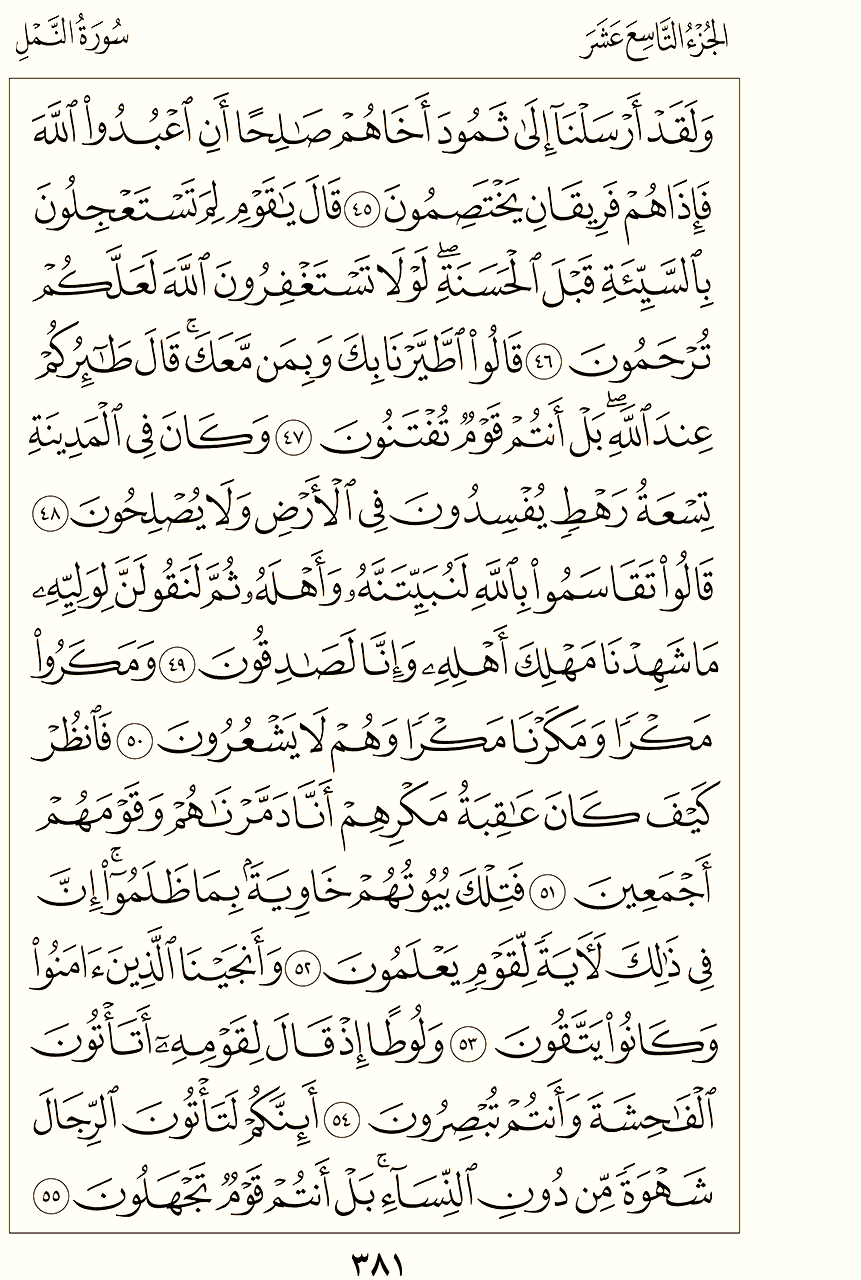 الجُزْءُ التَّاسِعَ عَشَرَ
سُورَةُ النَّمْلِ
وَلَقَدْ أَرْسَلْنَآ إِلَىٰ ثَمُودَ أَخَاهُمْ صَـٰلِحًا أَنِ ٱعْبُدُوا۟ ٱللَّهَ
فَإِذَا هُمْ فَرِيقَانِ يَخْتَصِمُونَ ٤٥ قَالَ يَـٰقَوْمِ لِمَ تَسْتَعْجِلُونَ
بِٱلسَّيِّئَةِ قَبْلَ ٱلْحَسَنَةِ ۖ لَوْلَا تَسْتَغْفِرُونَ ٱللَّهَ لَعَلَّكُمْ
تُرْحَمُونَ ٤٦ قَالُوا۟ ٱطَّيَّرْنَا بِكَ وَبِمَن مَّعَكَ ۚ قَالَ طَـٰٓئِرُكُمْ
عِندَ ٱللَّهِ ۖ بَلْ أَنتُمْ قَوْمٌ تُفْتَنُونَ ٤٧ وَكَانَ فِى ٱلْمَدِينَةِ
تِسْعَةُ رَهْطٍ يُفْسِدُونَ فِى ٱلْأَرْضِ وَلَا يُصْلِحُونَ ٤٨
قَالُوا۟ تَقَاسَمُوا۟ بِٱللَّهِ لَنُبَيِّتَنَّهُۥ وَأَهْلَهُۥ ثُمَّ لَنَقُولَنَّ لِوَلِيِّهِۦ
مَا شَهِدْنَا مَهْلِكَ أَهْلِهِۦ وَإِنَّا لَصَـٰدِقُونَ ٤٩ وَمَكَرُوا۟
مَكْرًا وَمَكَرْنَا مَكْرًا وَهُمْ لَا يَشْعُرُونَ ٥٠ فَٱنظُرْ
كَيْفَ كَانَ عَـٰقِبَةُ مَكْرِهِمْ أَنَّا دَمَّرْنَـٰهُمْ وَقَوْمَهُمْ
أَجْمَعِينَ ٥١ فَتِلْكَ بُيُوتُهُمْ خَاوِيَةًۢ بِمَا ظَلَمُوٓا۟ ۚ إِنَّ
فِى ذَٰلِكَ لَـَٔايَةً لِّقَوْمٍ يَعْلَمُونَ ٥٢ وَأَنجَيْنَا ٱلَّذِينَ ءَامَنُوا۟
وَكَانُوا۟ يَتَّقُونَ ٥٣ وَلُوطًا إِذْ قَالَ لِقَوْمِهِۦٓ أَتَأْتُونَ
ٱلْفَـٰحِشَةَ وَأَنتُمْ تُبْصِرُونَ ٥٤ أَئِنَّكُمْ لَتَأْتُونَ ٱلرِّجَالَ
شَهْوَةً مِّن دُونِ ٱلنِّسَآءِ ۚ بَلْ أَنتُمْ قَوْمٌ تَجْهَلُونَ ٥٥
٣٨١